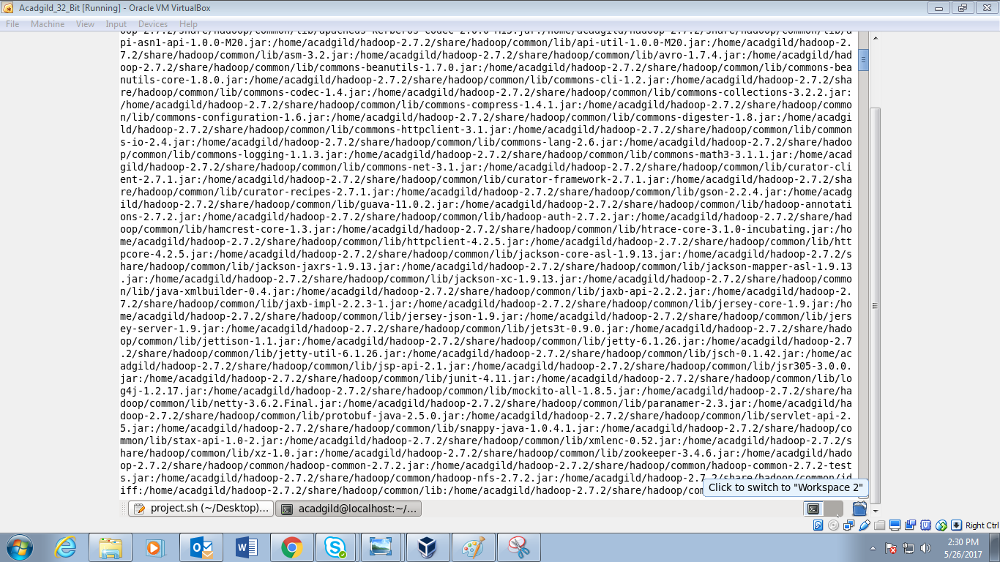 Acadgild_32_Bit [Running] - Oracle VM VirtualBox
File Machine View Input Devices Help
oop-2.7.2/share/hadoop/common/lib/apacheds-kerberos-codec-2.0.0-M15.jar:/home/acadgild/hadoop-2.7.2/share/hadoop/common/lib/a
pi-asn1-api-1.0.0-M20.jar:/home/acadgild/hadoop-2.7.2/share/hadoop/common/lib/api-util-1.0.0-M20.jar:/home/acadgild/hadoop-2.
7.2/share/hadoop/common/lib/asm-3.2.jar:/home/acadgild/hadoop-2.7.2/share/hadoop/common/lib/avro-1.7.4.jar:/home/acadgild/had
oop-2.7.2/share/hadoop/common/lib/commons-beanutils-1.7.0.jar:/home/acadgild/hadoop-2.7.2/share/hadoop/common/lib/commons-bea
nutils-core-1.8.0.jar:/home/acadgild/hadoop-2.7.2/share/hadoop/common/lib/commons-cli-1.2.jar:/home/acadgild/hadoop-2.7.2/sha
re/hadoop/common/lib/commons-codec-1.4.jar:/home/acadgild/hadoop-2.7.2/share/hadoop/common/lib/commons-collections-3.2.2.jar:
/home/acadgild/hadoop-2.7.2/share/hadoop/common/lib/commons-compress-1.4.1.jar:/home/acadgild/hadoop-2.7.2/share/hadoop/commo
n/lib/commons-configuration-1.6.jar:/home/acadgild/hadoop-2.7.2/share/hadoop/common/lib/commons-digester-1.8.jar:/home/acadgi
ld/hadoop-2.7.2/share/hadoop/common/lib/commons-httpclient-3.1.jar:/home/acadgild/hadoop-2.7.2/share/hadoop/common/lib/common
s-io-2.4.jar:/home/acadgild/hadoop-2.7.2/share/hadoop/common/lib/commons-lang-2.6.jar:/home/acadgild/hadoop-2.7.2/share/hadoo
p/common/lib/commons-logging-1.1.3.jar:/home/acadgild/hadoop-2.7.2/share/hadoop/common/lib/commons-math3-3.1.1.jar:/home/acad
gild/hadoop-2.7.2/share/hadoop/common/lib/commons-net-3.1.jar:/home/acadgild/hadoop-2.7.2/share/hadoop/common/lib/curator-cli
ent-2.7.1.jar:/home/acadgild/hadoop-2.7.2/share/hadoop/common/lib/curator-framework-2.7.1.jar:/home/acadgild/hadoop-2.7.2/sha
re/hadoop/common/lib/curator-recipes-2.7.1.jar:/home/acadgild/hadoop-2.7.2/share/hadoop/common/lib/gson-2.2.4.jar:/home/acadg
ild/hadoop-2.7.2/share/hadoop/common/lib/guava-11.0.2.jar:/home/acadgild/hadoop-2.7.2/share/hadoop/common/lib/hadoop-annotati
ons-2.7.2.jar:/home/acadgild/hadoop-2.7.2/share/hadoop/common/lib/hadoop-auth-2.7.2.jar:/home/acadgild/hadoop-2.7.2/share/had
oop/common/lib/hamcrest-core-1.3.jar:/home/acadgild/hadoop-2.7.2/share/hadoop/common/lib/htrace-core-3.1.0-incubating.jar:/ho
me/acadgild/hadoop-2.7.2/share/hadoop/common/lib/httpclient-4.2.5.jar:/home/acadgild/hadoop-2.7.2/share/hadoop/common/lib/htt
pcore-4.2.5.jar:/home/acadgild/hadoop-2.7.2/share/hadoop/common/lib/jackson-core-asl-1.9.13.jar:/home/acadgild/hadoop-2.7.2/s
hare/hadoop/common/lib/jackson-jaxrs-1.9.13.jar:/home/acadgild/hadoop-2.7.2/share/hadoop/common/lib/jackson-mapper-asl-1.9.13
.jar:/home/acadgild/hadoop-2.7.2/share/hadoop/common/lib/jackson-xc-1.9.13.jar:/home/acadgild/hadoop-2.7.2/share/hadoop/commo
n/lib/java-xmlbuilder-0.4.jar:/home/acadgild/hadoop-2.7.2/share/hadoop/common/lib/jaxb-api-2.2.2.jar:/home/acadgild/hadoop-2.
7.2/share/hadoop/common/lib/jaxb-impl-2.2.3-1.jar:/home/acadgild/hadoop-2.7.2/share/hadoop/common/lib/jersey-core-1.9.jar:/ho
me/acadgild/hadoop-2.7.2/share/hadoop/common/lib/jersey-json-1.9.jar:/home/acadgild/hadoop-2.7.2/share/hadoop/common/lib/jers
ey-server-1.9.jar:/home/acadgild/hadoop-2.7.2/share/hadoop/common/lib/jets3t-0.9.0.jar:/home/acadgild/hadoop-2.7.2/share/hado
op/common/lib/jettison-1.1.jar:/home/acadgild/hadoop-2.7.2/share/hadoop/common/lib/jetty-6.1.26.jar:/home/acadgild/hadoop-2.7
.2/share/hadoop/common/lib/jetty-util-6.1.26.jar:/home/acadgild/hadoop-2.7.2/share/hadoop/common/lib/jsch-0.1.42.jar:/home/ac
adgild/hadoop-2.7.2/share/hadoop/common/lib/jsp-api-2.1.jar:/home/acadgild/hadoop-2.7.2/share/hadoop/common/lib/jsr305-3.0.0.
jar:/home/acadgild/hadoop-2.7.2/share/hadoop/common/lib/junit-4.11.jar:/home/acadgild/hadoop-2.7.2/share/hadoop/common/lib/lo
g4j-1.2.17.jar:/home/acadgild/hadoop-2.7.2/share/hadoop/common/lib/mockito-all-1.8.5.jar:/home/acadgild/hadoop-2.7.2/share/ha
doop/common/lib/netty-3.6.2.Final.jar:/home/acadgild/hadoop-2.7.2/share/hadoop/common/lib/paranamer-2.3.jar:/home/acadgild/ha
doop-2.7.2/share/hadoop/common/lib/protobuf-java-2.5.0.jar:/home/acadgild/hadoop-2.7.2/share/hadoop/common/lib/servlet-api-2.
5.jar:/home/acadgild/hadoop-2.7.2/share/hadoop/common/lib/snappy-java-1.0.4.1.jar:/home/acadgild/hadoop-2.7.2/share/hadoop/co
mmon/lib/stax-api-1.0-2.jar:/home/acadgild/hadoop-2.7.2/share/hadoop/common/lib/xmlenc-0.52.jar:/home/acadgild/hadoop-2.7.2/s
hare/hadoop/common/lib/xz-1.0.jar:/home/acadgild/hadoop-2.7.2/share/hadoop/common/lib/zookeeper-3.4.6.jar:/home/acadgild/hado
op-2.7.2/share/hadoop/common/hadoop-common-2.7.2.jar:/home/acadgild/hadoop-2.7.2/share/hadoop/common/hadoop-common-2.7.2-test
s.jar:/home/acadgild/hadoop-2.7.2/share/hadoop/common/hadoop-nfs-2.7.2.jar:/home/acadgild/hadoop-2.7.2/share/hadoop/common/jd
iff:/home/acadgild/hadoop-2.7.2/share/hadoop/common/lib:/home/acadgild/hadoop-2.7.2/share/hadoop/
Click to switch to "Workspace 2"
project.sh (~/Desktop)... acadgild@localhost:~/...
Right Ctrl
2:30 PM
5/26/2017